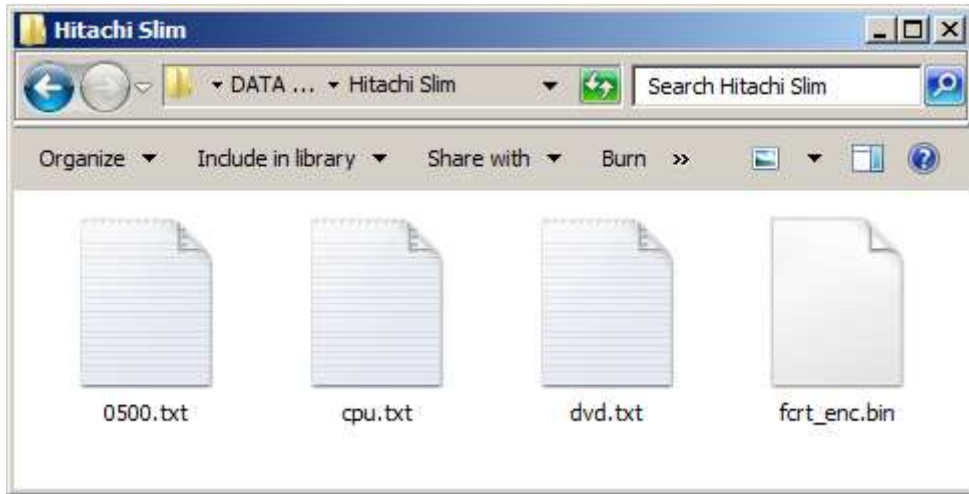 Hitachi Slim
DATA ... Hitachi Slim Search Hitachi Slim
Organize Include in library Share with Burn »
0500.txt cpu.txt dvd.txt fcrt_enc.bin